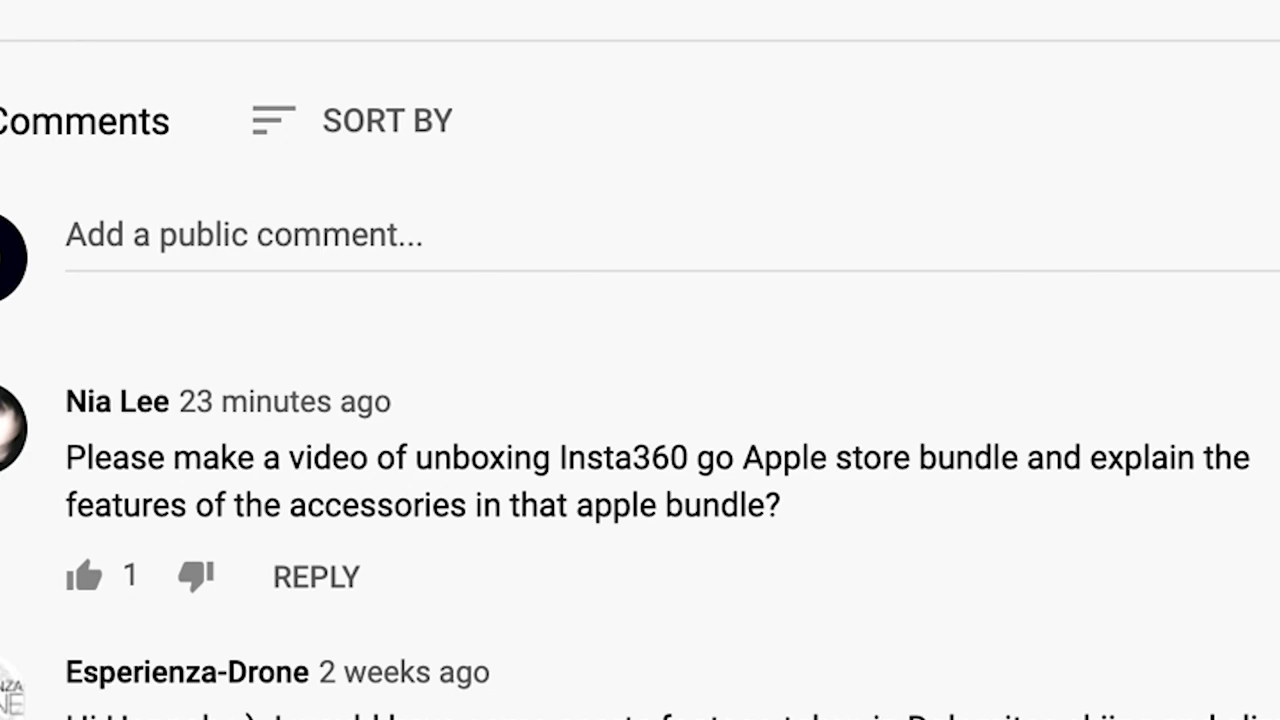 Comments SORT BY
Add a public comment...
Nia Lee 23 minutes ago
Please make a video of unboxing Insta360 go Apple store bundle and explain the
features of the accessories in that apple bundle?
1 REPLY
Esperienza-Drone 2 weeks ago